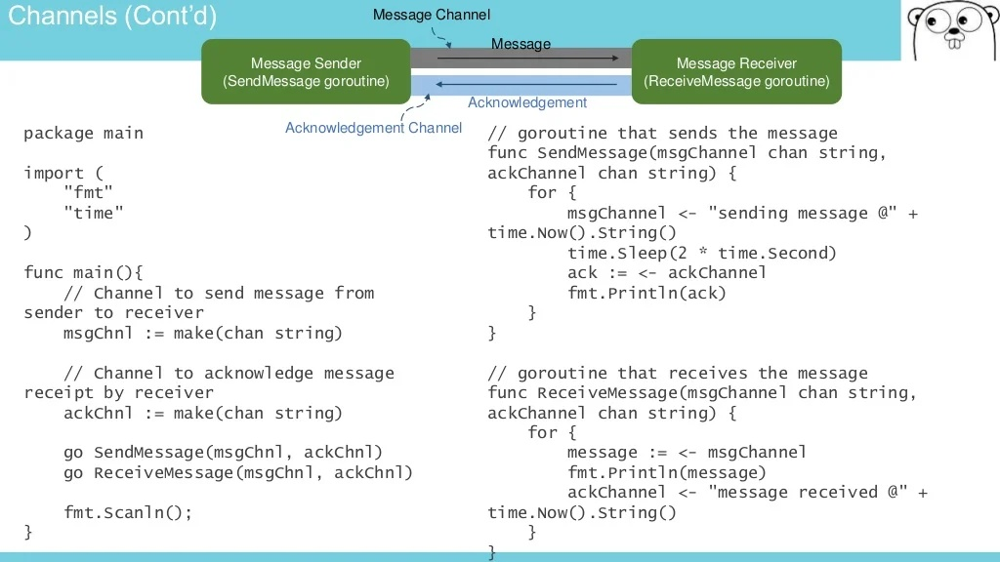 Channels (Cont’d)
Message Channel
Message
Message Sender
(SendMessage goroutine)
Message Receiver
(ReceiveMessage goroutine)
Acknowledgement
Acknowledgement Channel
package main
import (
"fmt"
"time"
)
func main(){
// Channel to send message from
sender to receiver
msgChnl := make(chan string)
// Channel to acknowledge message
receipt by receiver
ackChnl := make(chan string)
go SendMessage(msgChnl, ackChnl)
go ReceiveMessage(msgChnl, ackChnl)
fmt.Scanln();
}
// goroutine that sends the message
func SendMessage(msgChannel chan string,
ackChannel chan string) {
for {
msgChannel <- "sending message @" +
time.Now().String()
time.Sleep(2 * time.Second)
ack := <- ackChannel
fmt.Println(ack)
}
}
// goroutine that receives the message
func ReceiveMessage(msgChannel chan string,
ackChannel chan string) {
for {
message := <- msgChannel
fmt.Println(message)
ackChannel <- "message received @" +
time.Now().String()
}
}